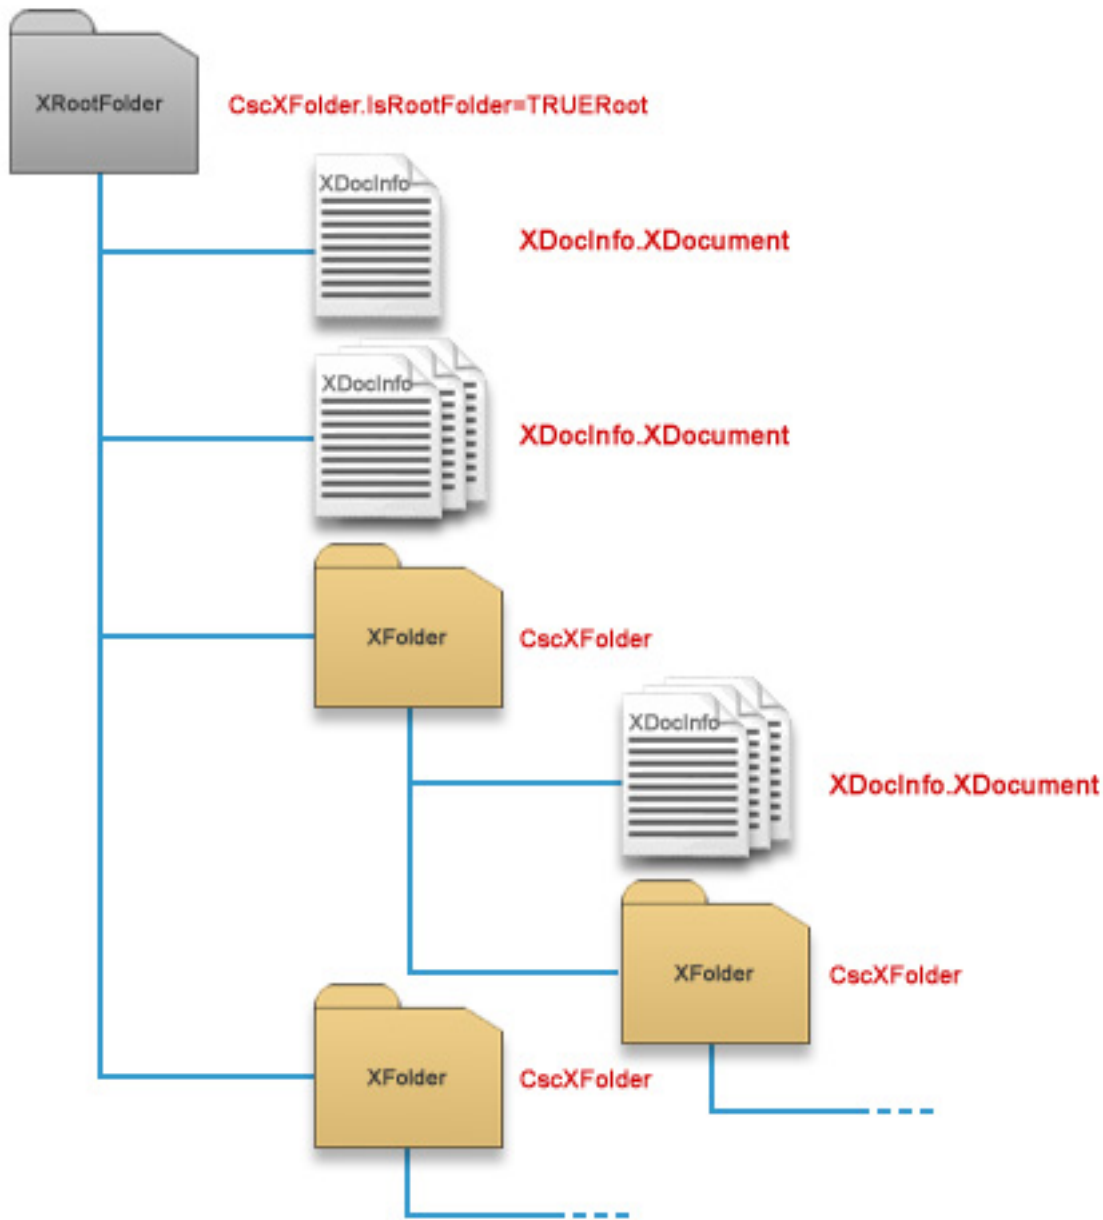 XRootFolder
CscXFolder.IsRootFolder=TRUERoot
XDocInfo
XDocInfo.XDocument
XDocInfo
XDocInfo.XDocument
XFolder
CscXFolder
XDocInfo
XDocInfo.XDocument
XFolder
CscXFolder
XFolder
CscXFolder